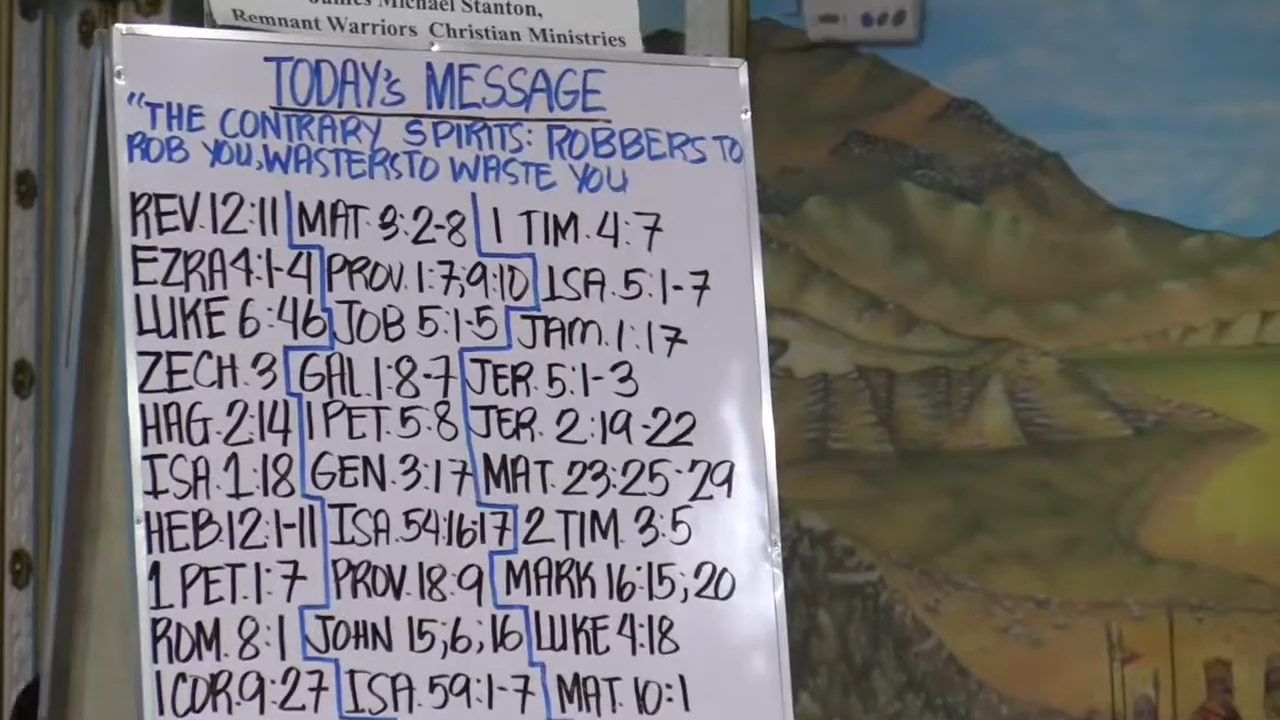 Michael Stanton,
Remnant Warriors Christian Ministries
TODAY'S MESSAGE
"THE CONTRARY SPIRITS: ROBBERS TO
ROB YOU, WASTERS TO WASTE YOU
REV. 12:11 MAT. 3:2-8 1 TIM. 4:7
EZRA 4:1-4 PROV. 1:7;9:10 ISA. 5:1-7
LUKE 6:46 JOB 5:1-5 JAM. 1:17
ZECH. 3 GAL. 1:8-7 JER. 5:1-3
HAG. 2:14 1 PET. 5:8 JER. 2:19-22
ISA. 1:18 GEN. 3:17 MAT. 23:25-29
HEB. 12:1-11 ISA. 54:16-17 2 TIM. 3:5
1 PET. 1:7 PROV. 18:9 MARK 16:15;20
ROM. 8:1 JOHN 15;6;16 LUKE 4:18
1 COR. 9:27 ISA. 59:1-7 MAT. 10:1